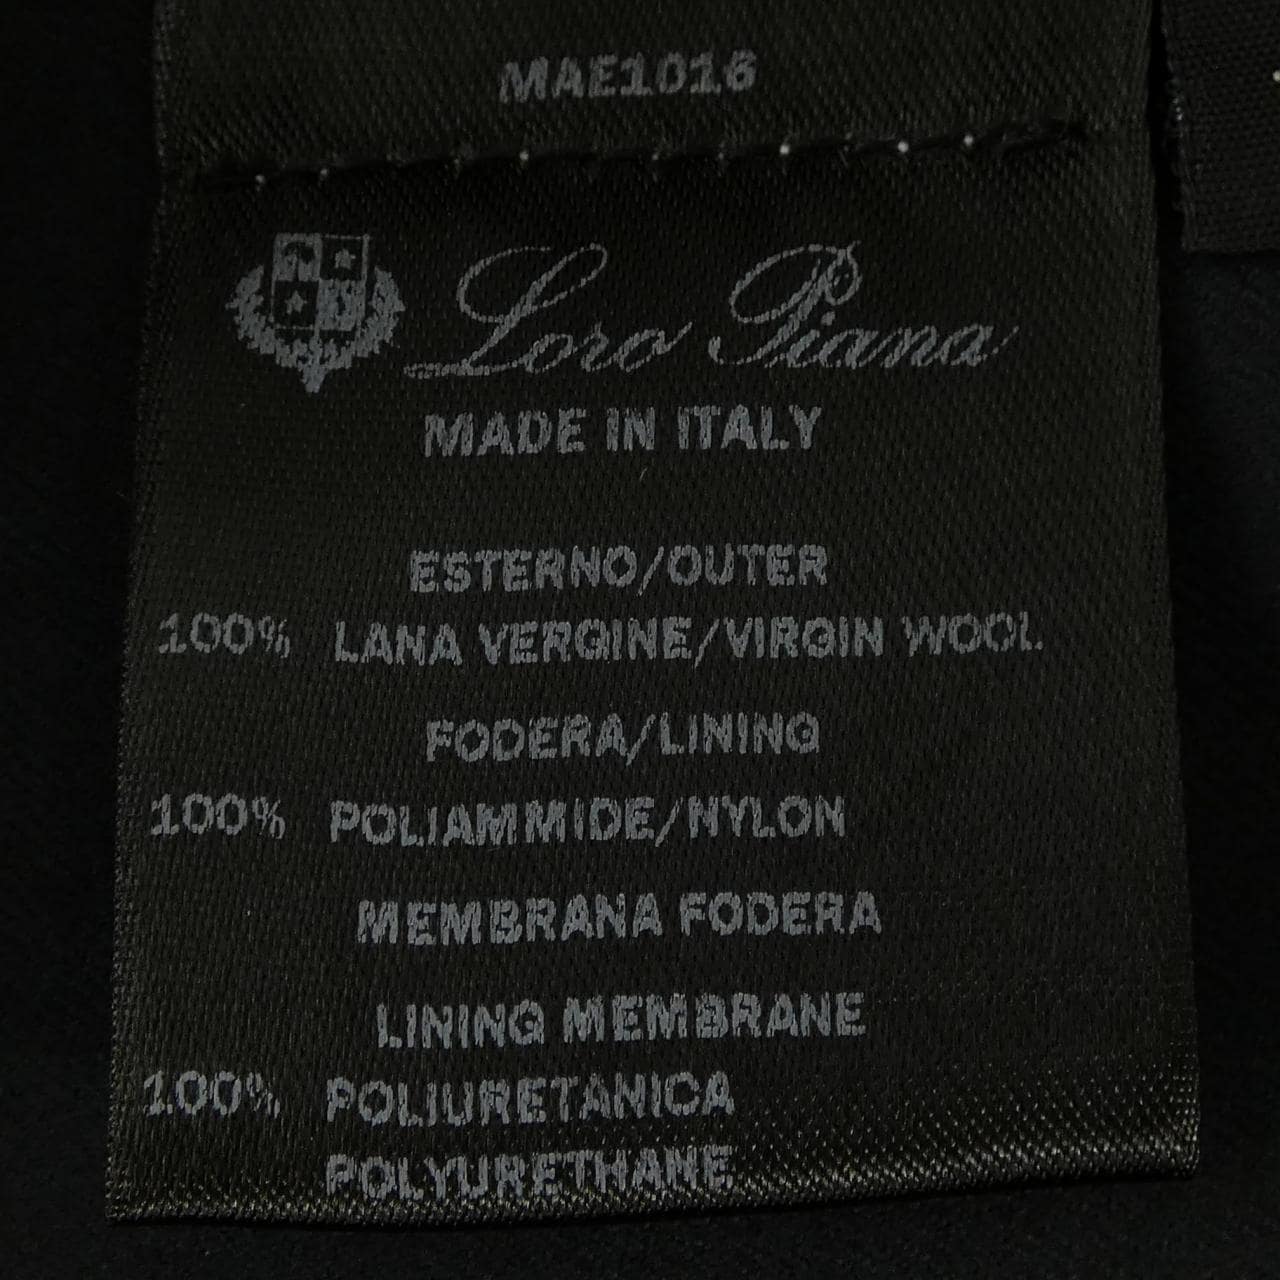 MAE1016
Loro Piana
MADE IN ITALY
ESTERNO/OUTER
100% LANA VERGINE/VIRGIN WOOL
FODERA/LINING
100% POLIAMMIDE/NYLON
MEMBRANA FODERA
LINING MEMBRANE
100% POLIURETANICA
POLYURETHANE